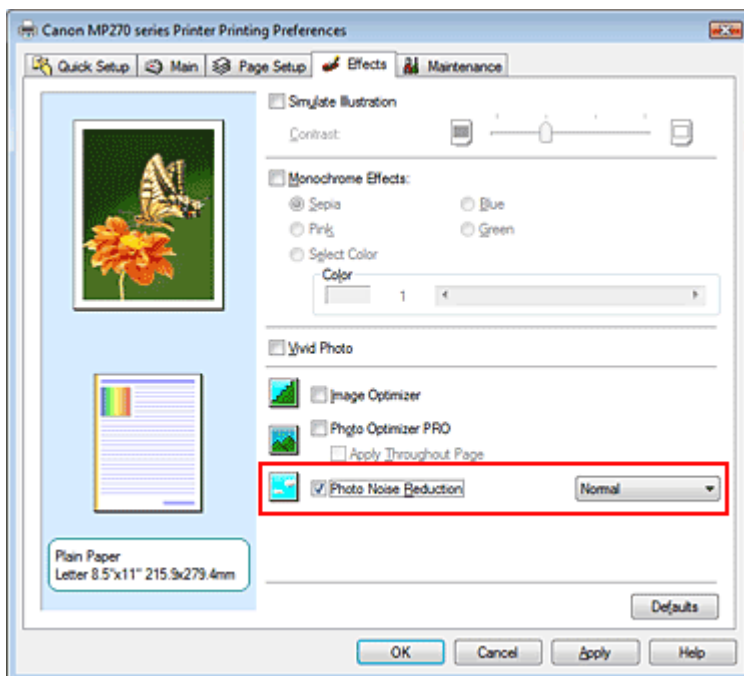 Canon MP270 series Printer Printing Preferences
Quick Setup Main Page Setup Effects Maintenance
Simulate Illustration
Contrast:
Monochrome Effects:
Sepia Blue
Pink Green
Select Color
Color
1
Vivid Photo
Image Optimizer
Photo Optimizer PRO
Apply Throughout Page
Photo Noise Reduction Normal
Plain Paper
Letter 8.5"x11" 215.9x279.4mm
Defaults
OK Cancel Apply Help